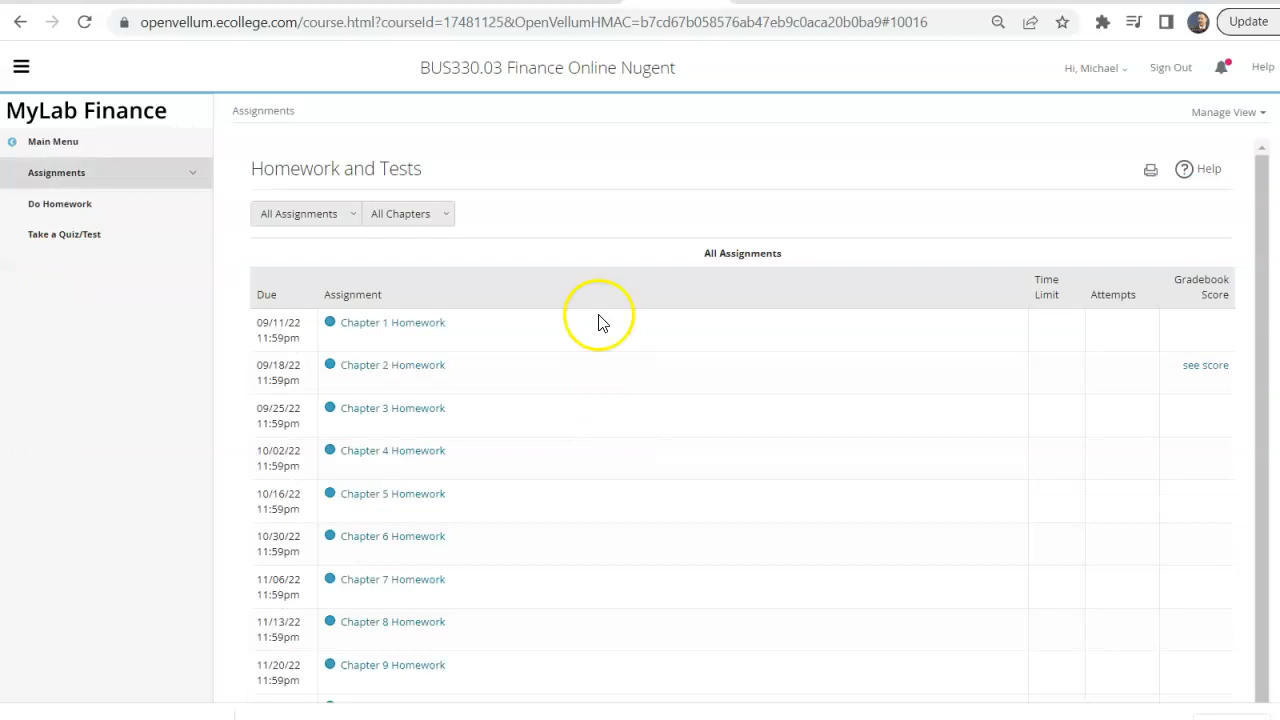 openvellum.ecollege.com/course.html?courseId=17481125&OpenVellumHMAC=b7cd67b058576ab47eb9c0aca20b0ba9#10016
Update
BUS330.03 Finance Online Nugent
Hi, Michael
Sign Out
Help
MyLab Finance
Assignments
Manage View
Main Menu
Assignments
Do Homework
Take a Quiz/Test
Homework and Tests
Help
All Assignments
All Chapters
All Assignments
Due Assignment Time Limit Attempts Gradebook Score
09/11/22 11:59pm Chapter 1 Homework
09/18/22 11:59pm Chapter 2 Homework see score
09/25/22 11:59pm Chapter 3 Homework
10/02/22 11:59pm Chapter 4 Homework
10/16/22 11:59pm Chapter 5 Homework
10/30/22 11:59pm Chapter 6 Homework
11/06/22 11:59pm Chapter 7 Homework
11/13/22 11:59pm Chapter 8 Homework
11/20/22 11:59pm Chapter 9 Homework